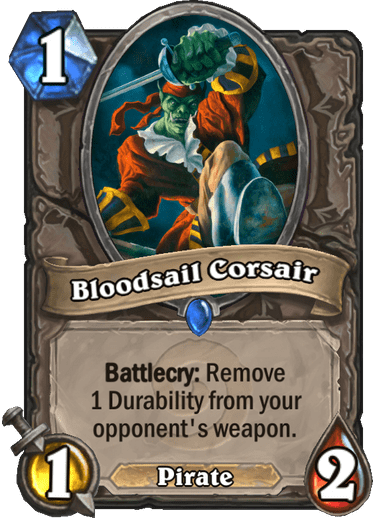 1
Bloodsail Corsair
Battlecry: Remove
1 Durability from your
opponent's weapon.
1
Pirate
2